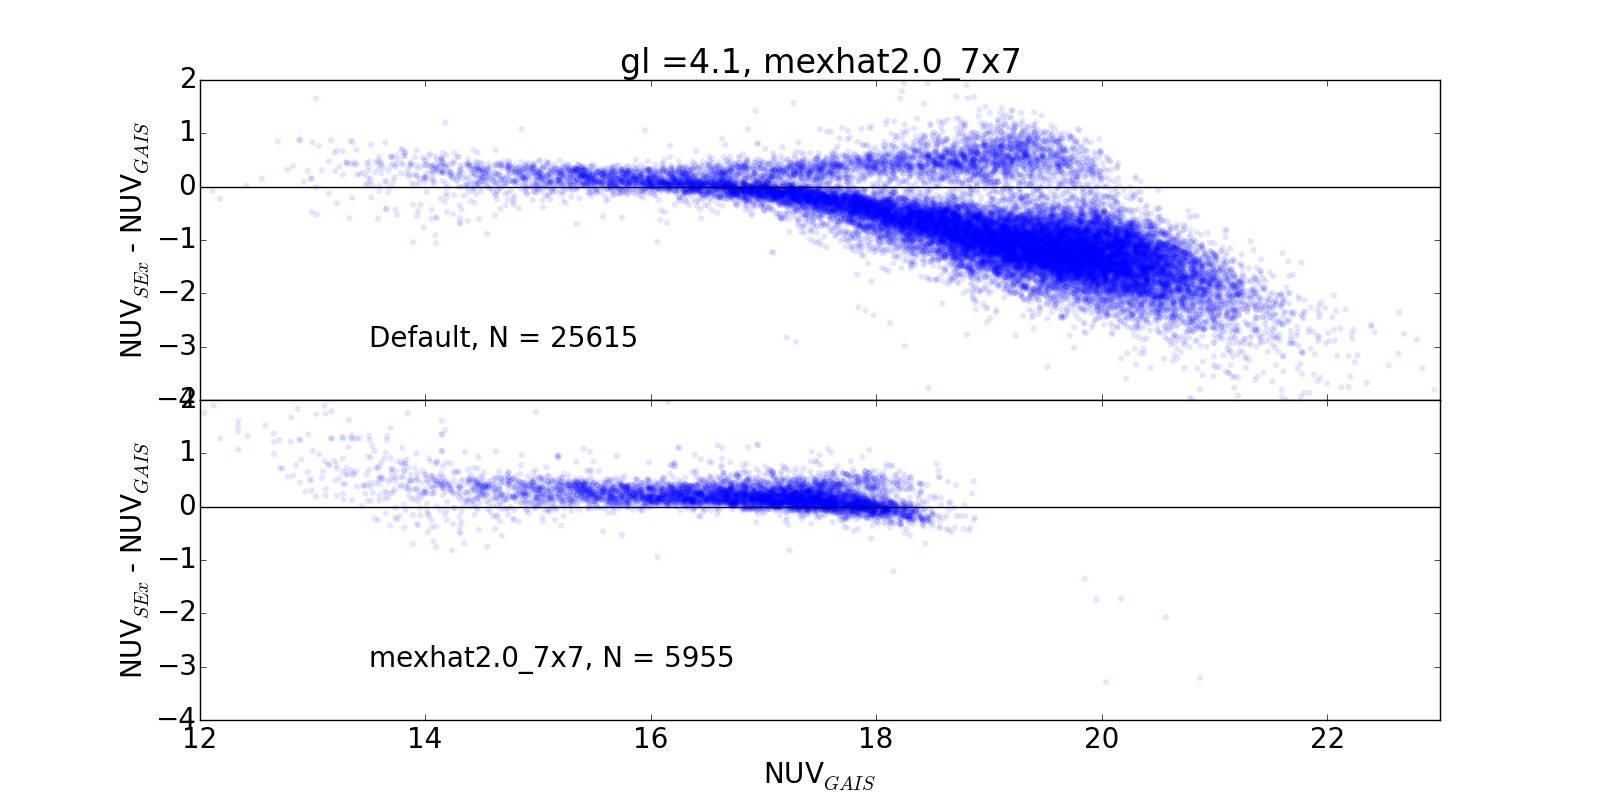 gl =4.1, mexhat2.0_7x7
NUV_SEx - NUV_GAIS
2
1
0
−1
−2
−3
−4
Default, N = 25615
NUV_SEx - NUV_GAIS
2
1
0
−1
−2
−3
−4
mexhat2.0_7x7, N = 5955
12 14 16 18 20 22
NUV_GAIS